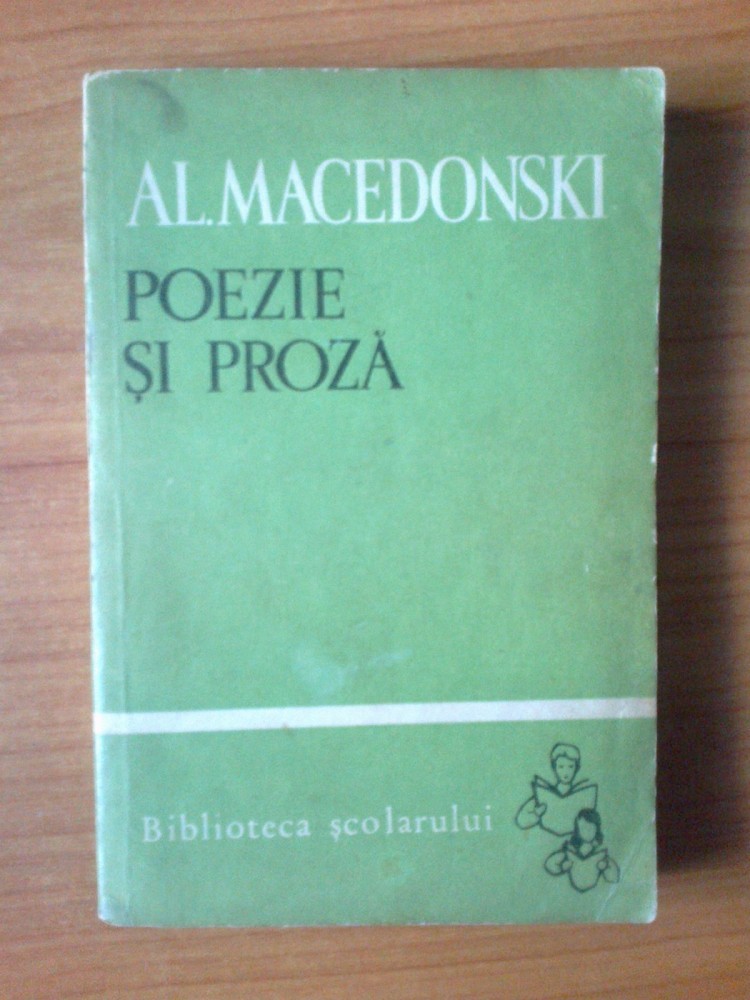 AL. MACEDONSKI
POEZIE
ȘI PROZĂ
Biblioteca școlarului